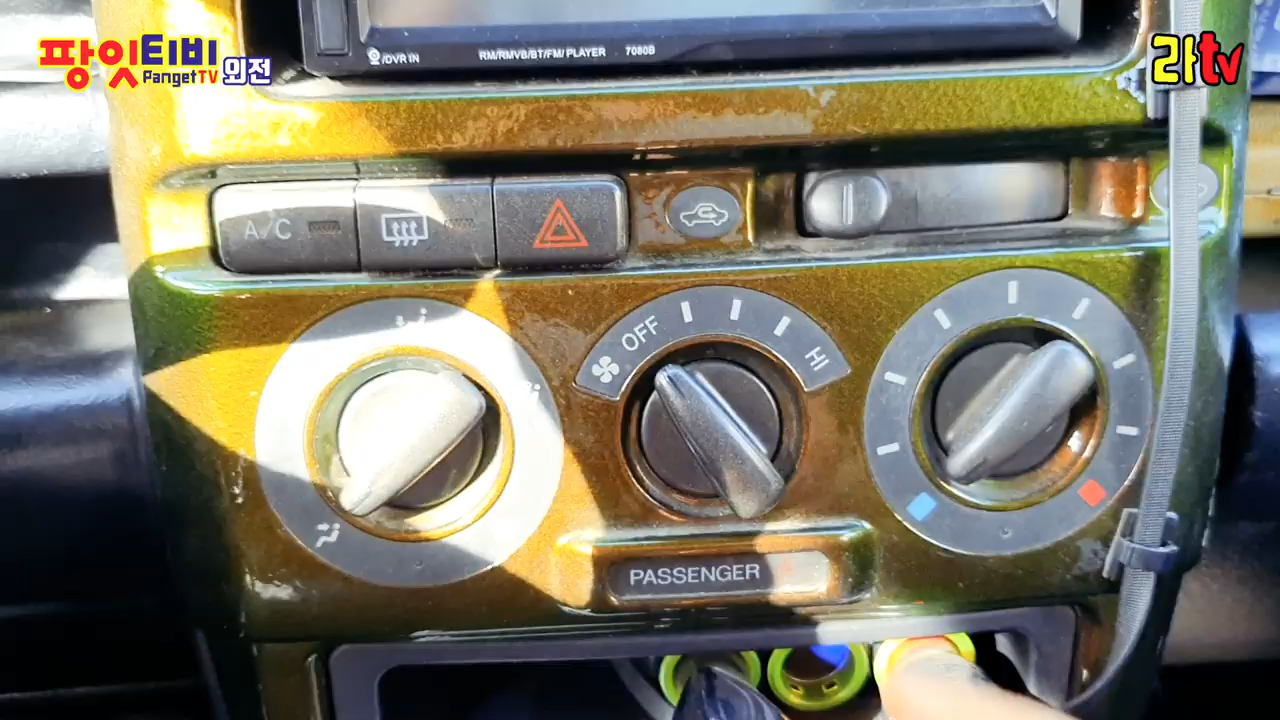 팡잇티비
PangetTV 외전
라tv
/DVR IN
RM/RMVB/BT/FM/ PLAYER 7080B
A/C
OFF
HI
PASSENGER